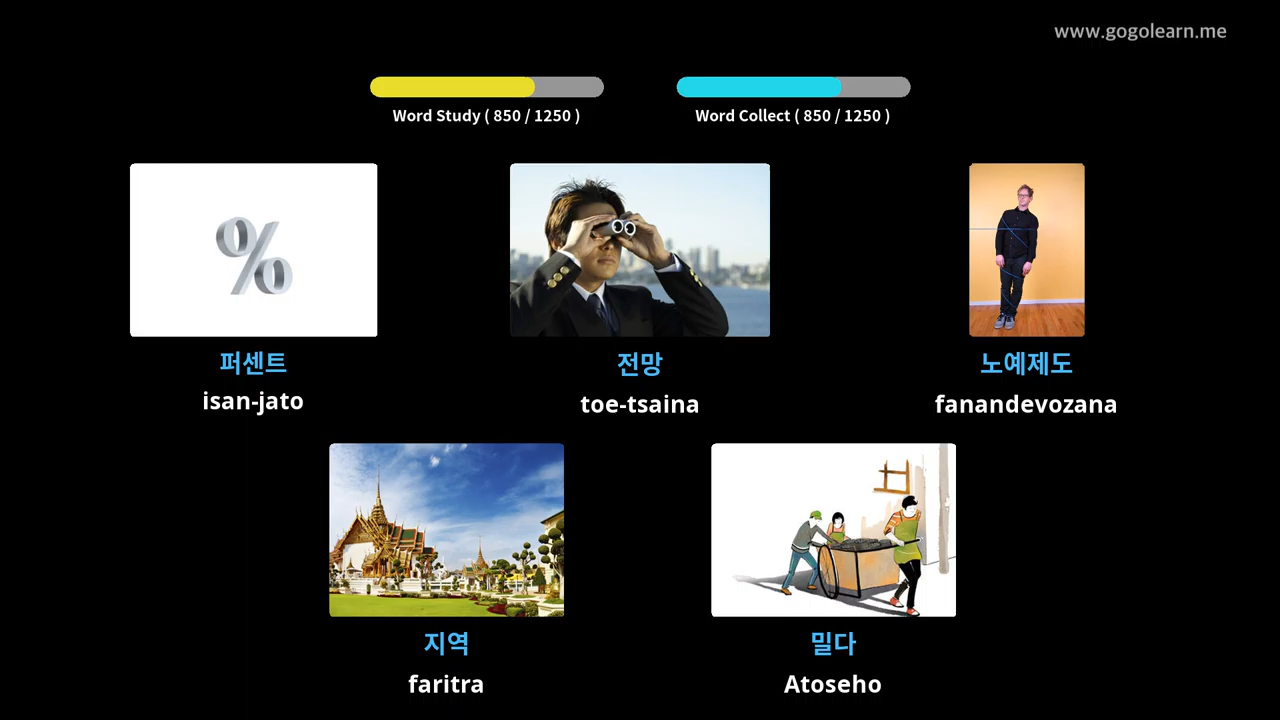 www.gogolearn.me
Word Study ( 850 / 1250 )
Word Collect ( 850 / 1250 )
%
퍼센트
isan-jato
전망
toe-tsaina
노예제도
fanandevozana
지역
faritra
밀다
Atoseho